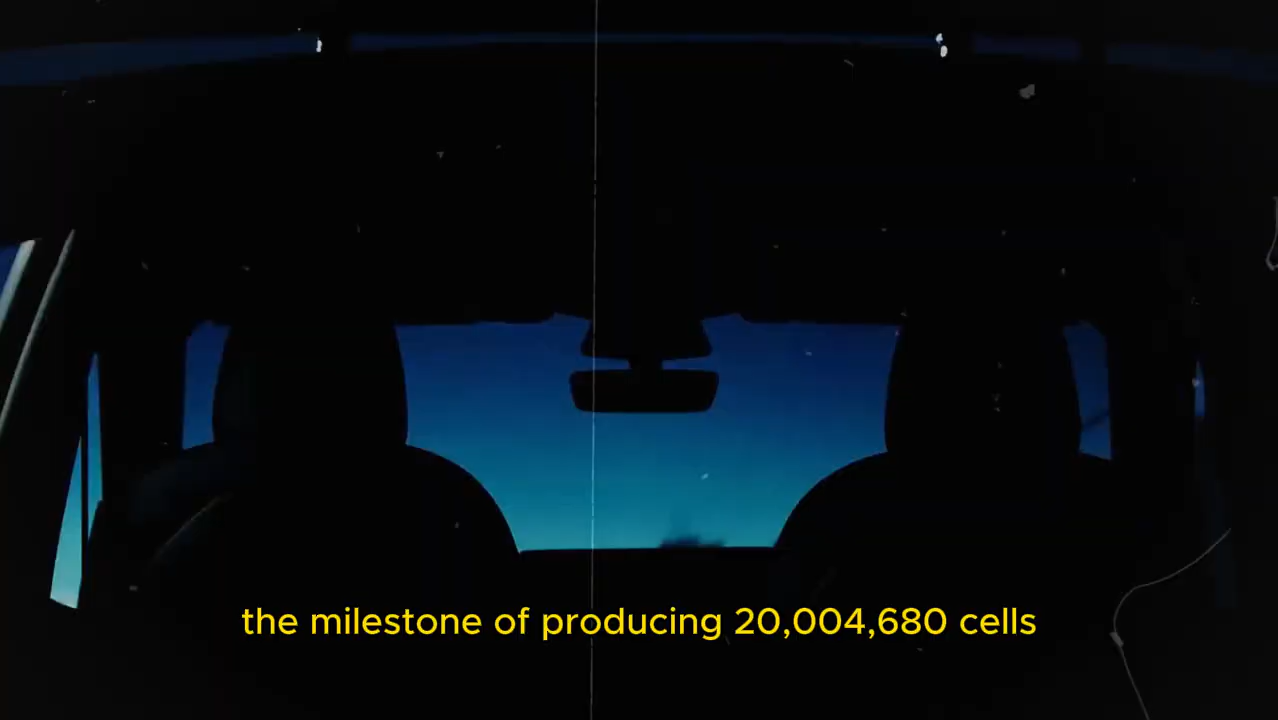 the milestone of producing 20,004,680 cells